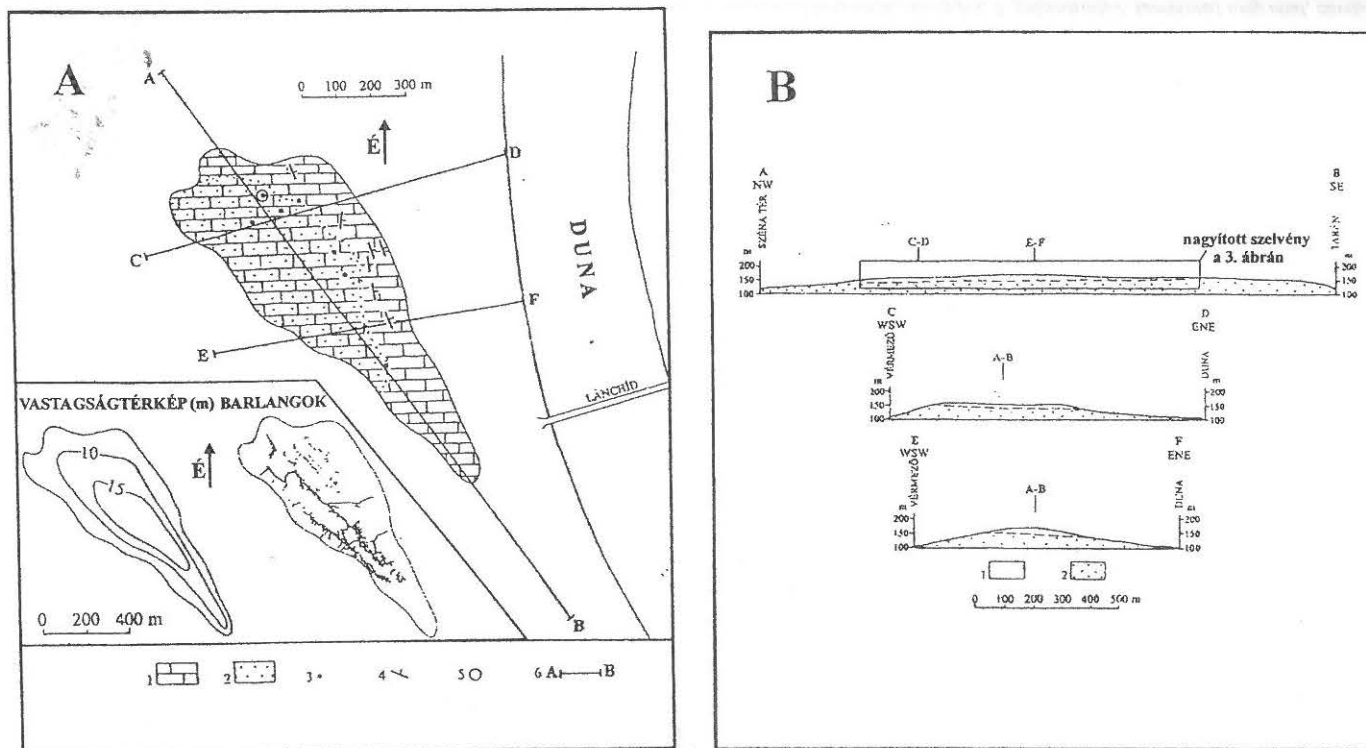 A
A
0 100 200 300 m
É
D
C
DUNA
F
E
LÁNCHÍD
VASTAGSÁGTÉRKÉP (m) BARLANGOK
10
15
É
0 200 400 m
B
1 2 3 4 5 6 A B
B
A
NW
SZÉNA TÉR
B
SE
TABÁN
C-D
E-F
nagyított szelvény
a 3. ábrán
m
200
150
100
m
200
150
100
C
WSW
VÉRMEZŐ
D
ENE
DUNA
A-B
m
200
150
100
m
200
150
100
E
WSW
VÉRMEZŐ
F
ENE
DUNA
A-B
m
200
150
100
m
200
150
100
1 2
0 100 200 300 400 500 m